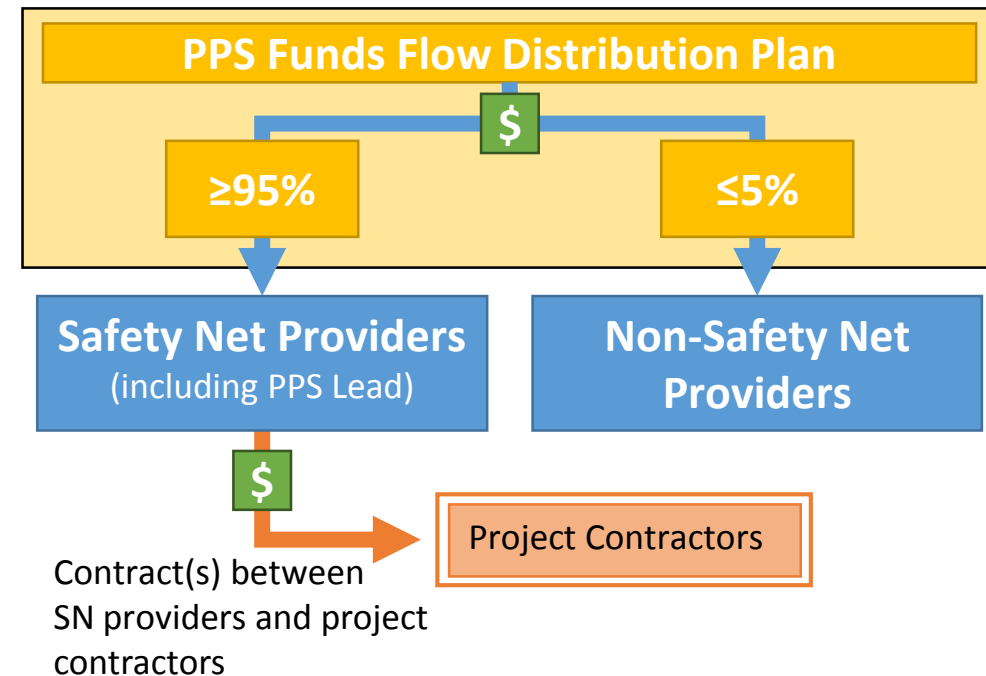 PPS Funds Flow Distribution Plan
$
≥95%
≤5%
Safety Net Providers
(including PPS Lead)
Non-Safety Net
Providers
$
Project Contractors
Contract(s) between
SN providers and project
contractors